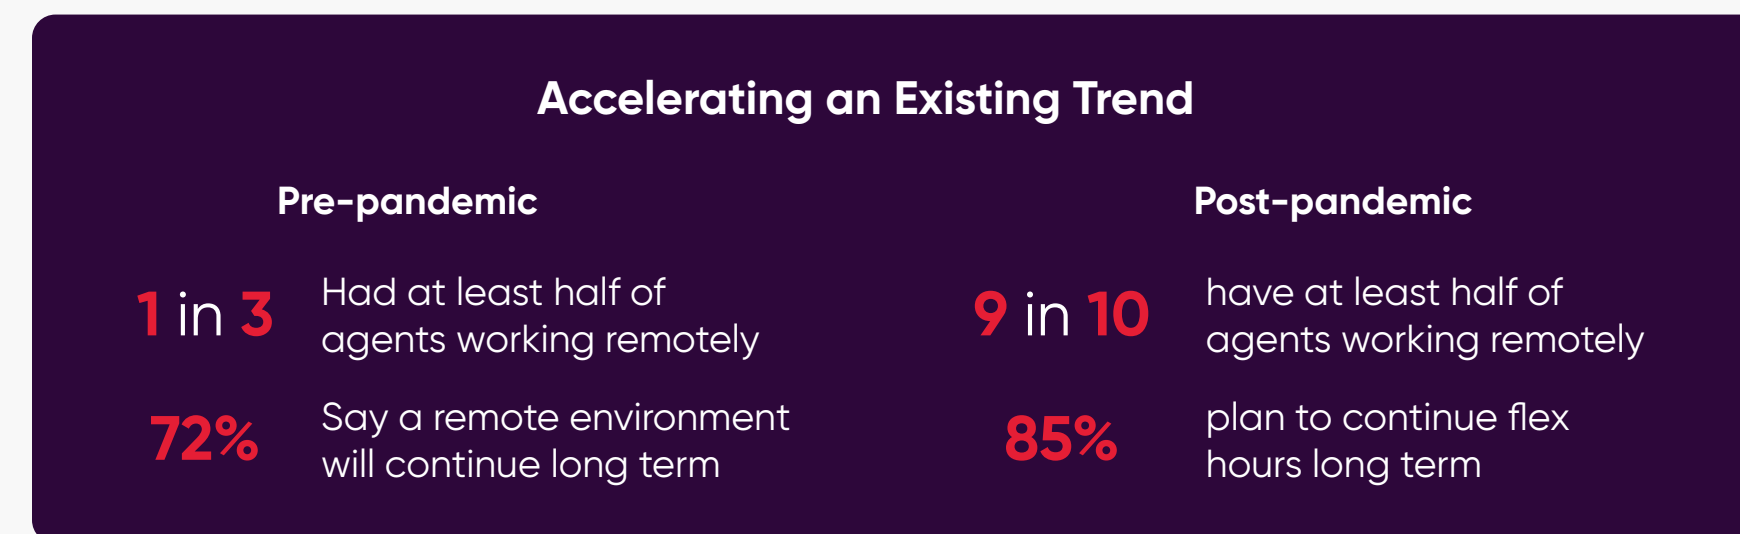 Accelerating an Existing Trend
Pre-pandemic
1 in 3
Had at least half of
agents working remotely
72%
Say a remote environment
will continue long term
Post-pandemic
9 in 10
have at least half of
agents working remotely
85%
plan to continue flex
hours long term